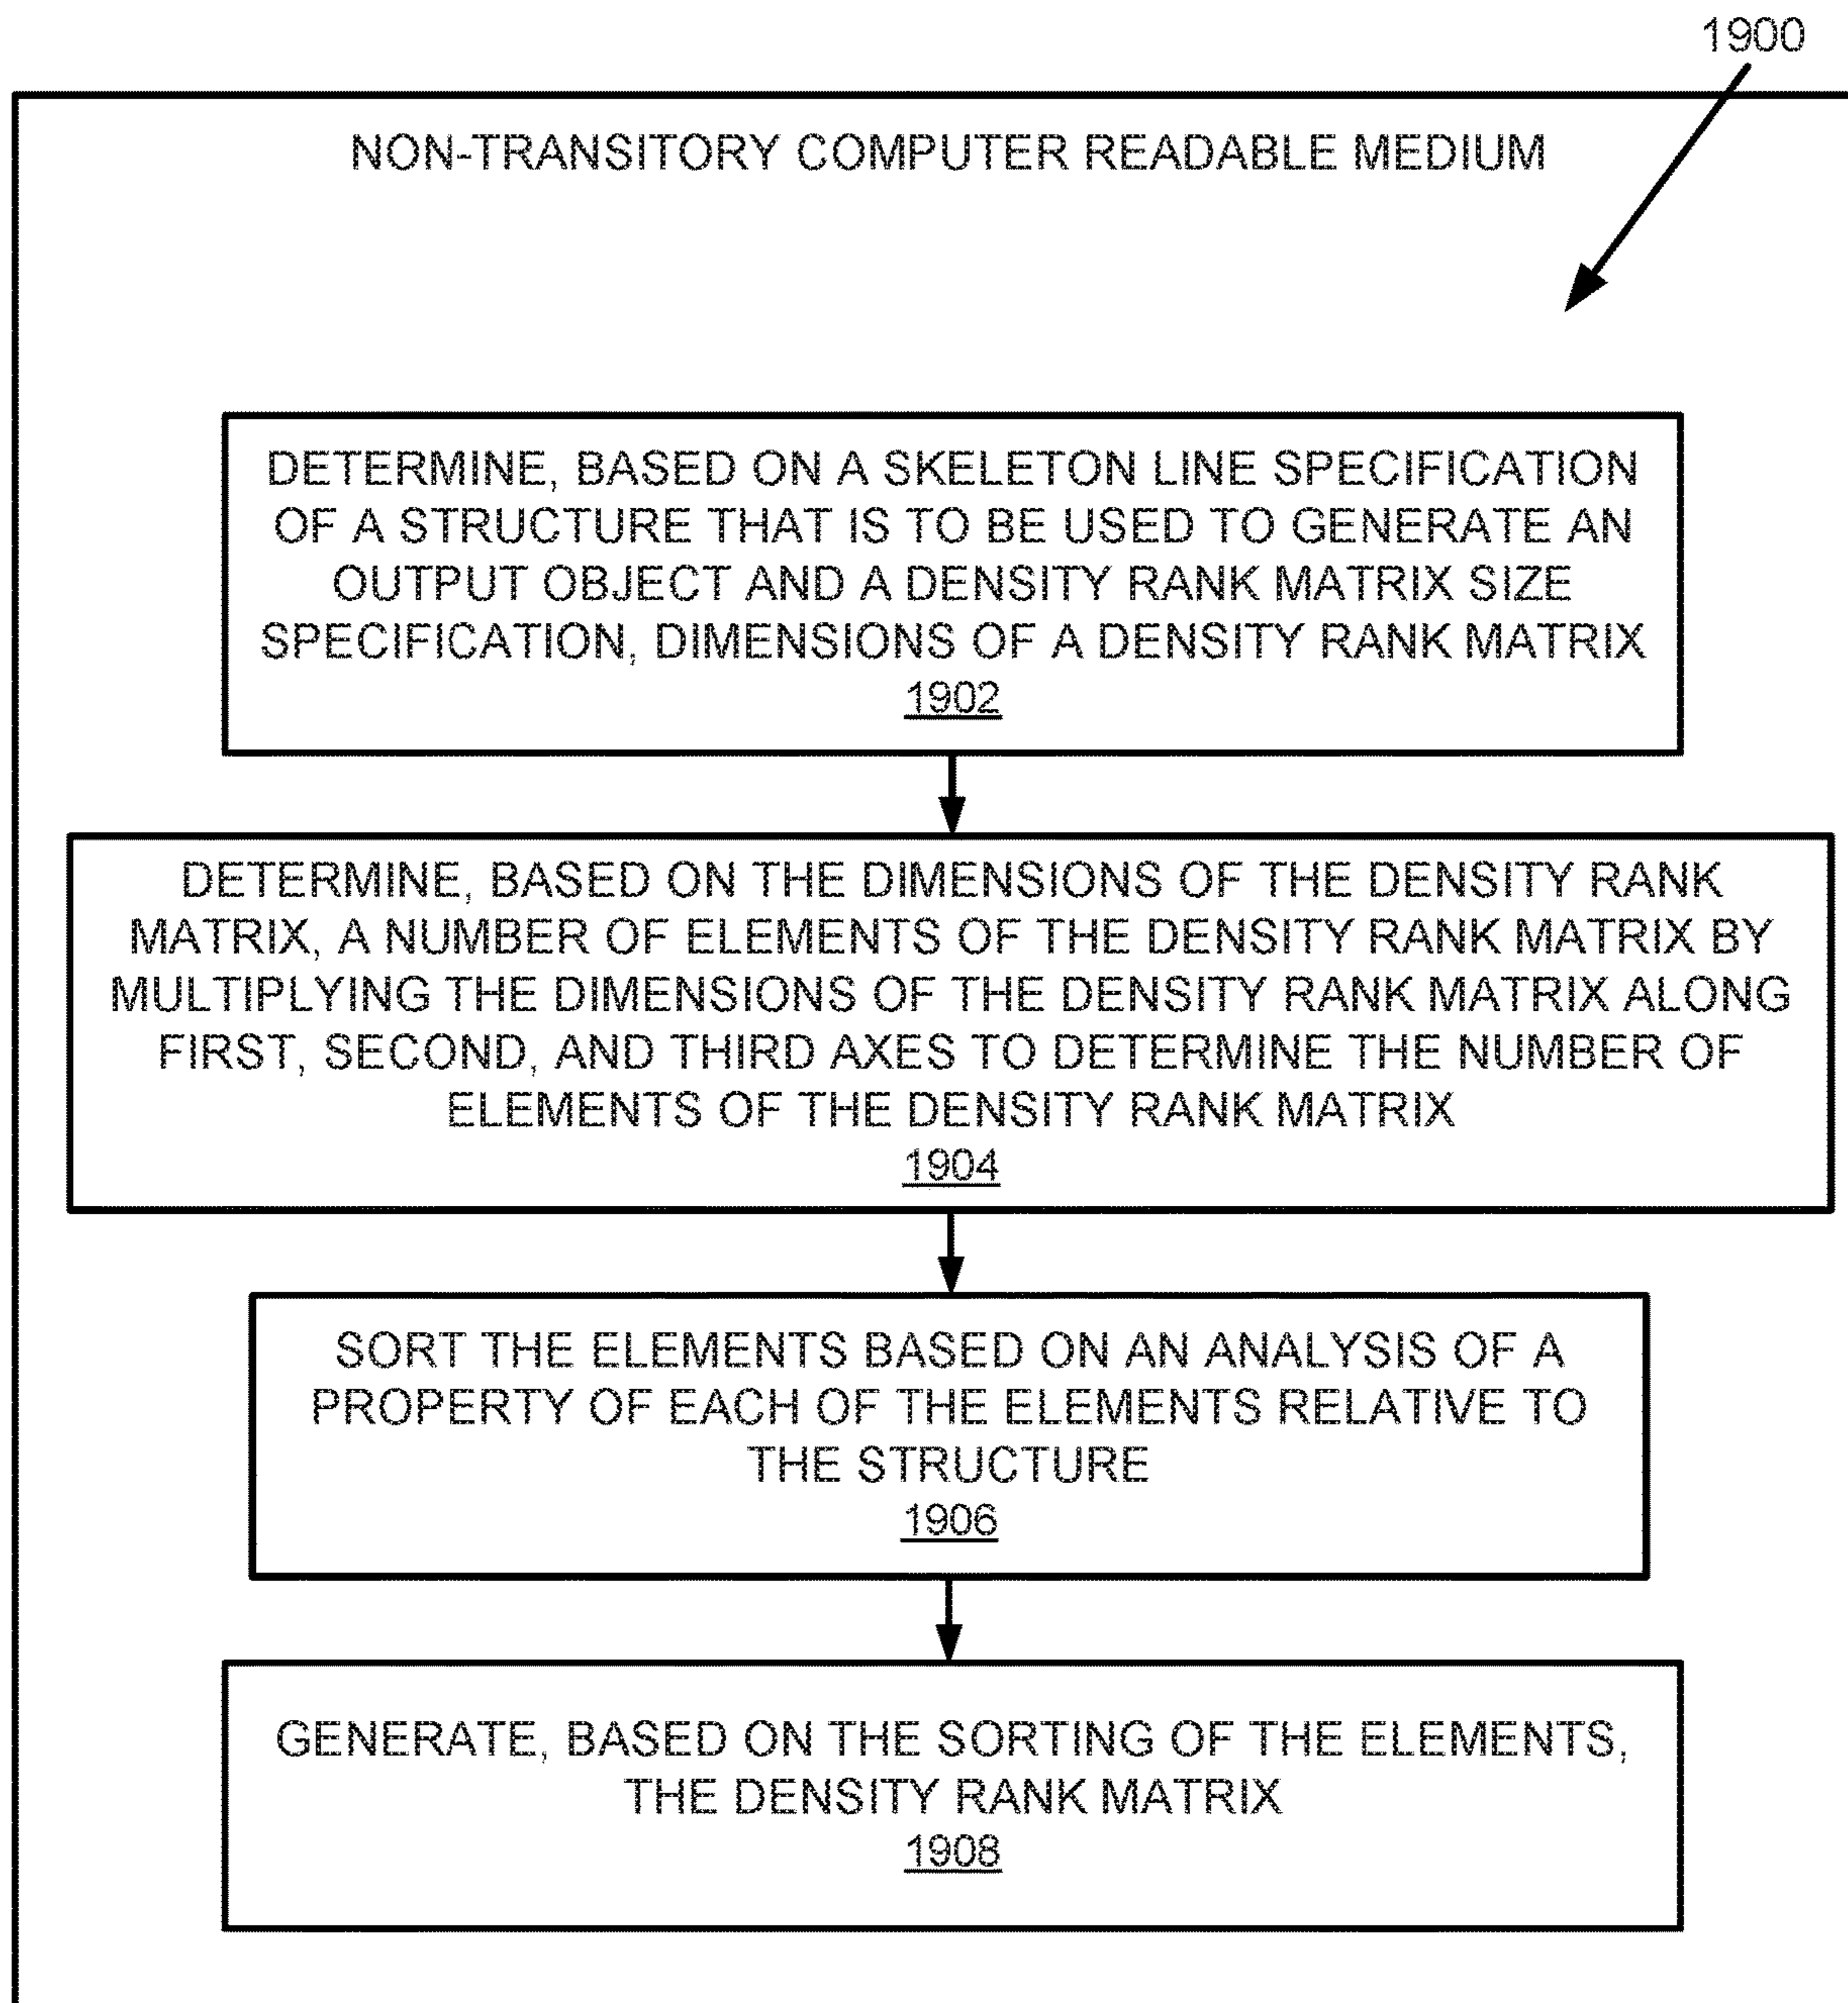 1900
NON-TRANSITORY COMPUTER READABLE MEDIUM
DETERMINE, BASED ON A SKELETON LINE SPECIFICATION
OF A STRUCTURE THAT IS TO BE USED TO GENERATE AN
OUTPUT OBJECT AND A DENSITY RANK MATRIX SIZE
SPECIFICATION, DIMENSIONS OF A DENSITY RANK MATRIX
1902
DETERMINE, BASED ON THE DIMENSIONS OF THE DENSITY RANK
MATRIX, A NUMBER OF ELEMENTS OF THE DENSITY RANK MATRIX BY
MULTIPLYING THE DIMENSIONS OF THE DENSITY RANK MATRIX ALONG
FIRST, SECOND, AND THIRD AXES TO DETERMINE THE NUMBER OF
ELEMENTS OF THE DENSITY RANK MATRIX
1904
SORT THE ELEMENTS BASED ON AN ANALYSIS OF A
PROPERTY OF EACH OF THE ELEMENTS RELATIVE TO
THE STRUCTURE
1906
GENERATE, BASED ON THE SORTING OF THE ELEMENTS,
THE DENSITY RANK MATRIX
1908